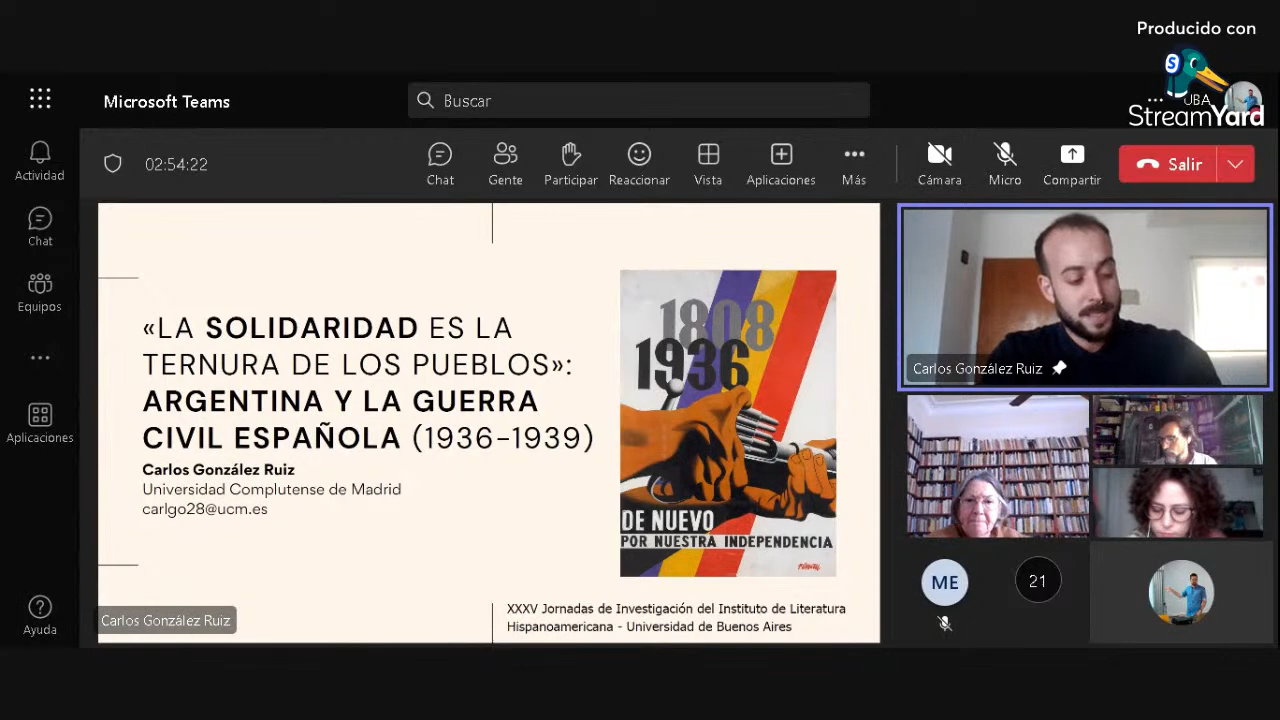 Producido con
StreamYard
UBA
Microsoft Teams
Buscar
02:54:22
Chat
Gente
Participar
Reaccionar
Vista
Aplicaciones
Más
Cámara
Micro
Compartir
Salir
Actividad
Chat
Equipos
Aplicaciones
Ayuda
«LA SOLIDARIDAD ES LA
TERNURA DE LOS PUEBLOS»:
ARGENTINA Y LA GUERRA
CIVIL ESPAÑOLA (1936-1939)
Carlos González Ruiz
Universidad Complutense de Madrid
carlgo28@ucm.es
1808
1936
DE NUEVO
POR NUESTRA INDEPENDENCIA
XXXV Jornadas de Investigación del Instituto de Literatura
Hispanoamericana - Universidad de Buenos Aires
Carlos González Ruiz
Carlos González Ruiz
ME
21